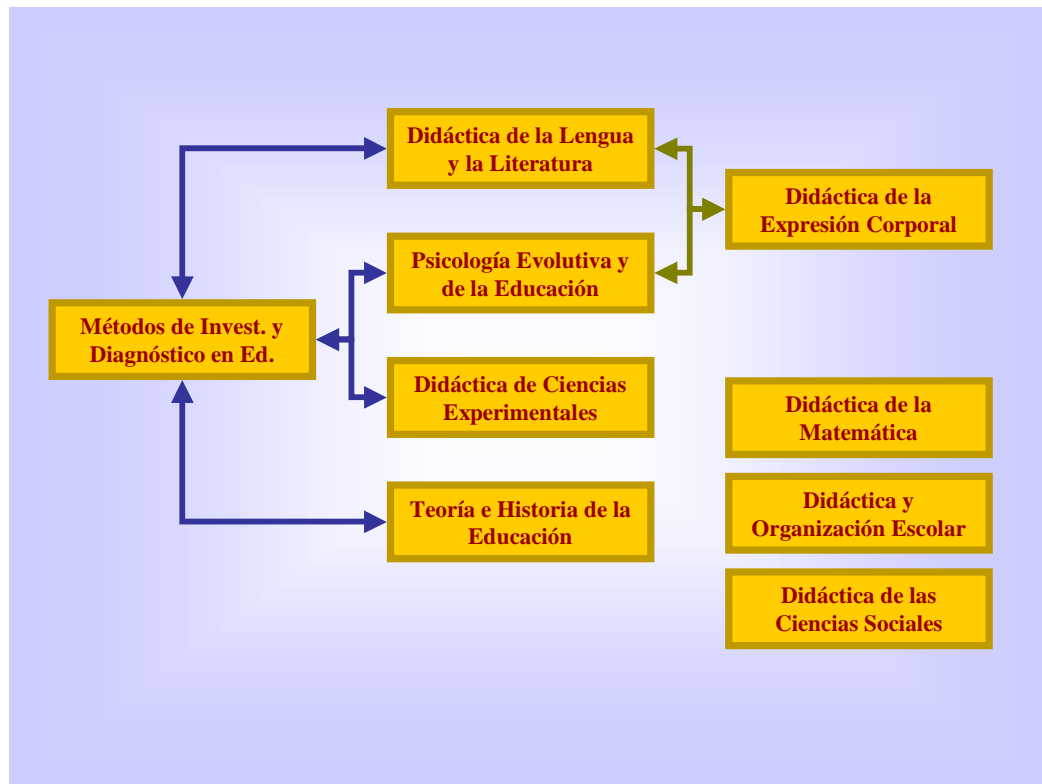 Didáctica de la Lengua
y la Literatura
Didáctica de la
Expresión Corporal
Psicología Evolutiva y
de la Educación
Métodos de Invest. y
Diagnóstico en Ed.
Didáctica de Ciencias
Experimentales
Didáctica de la
Matemática
Teoría e Historia de la
Educación
Didáctica y
Organización Escolar
Didáctica de las
Ciencias Sociales